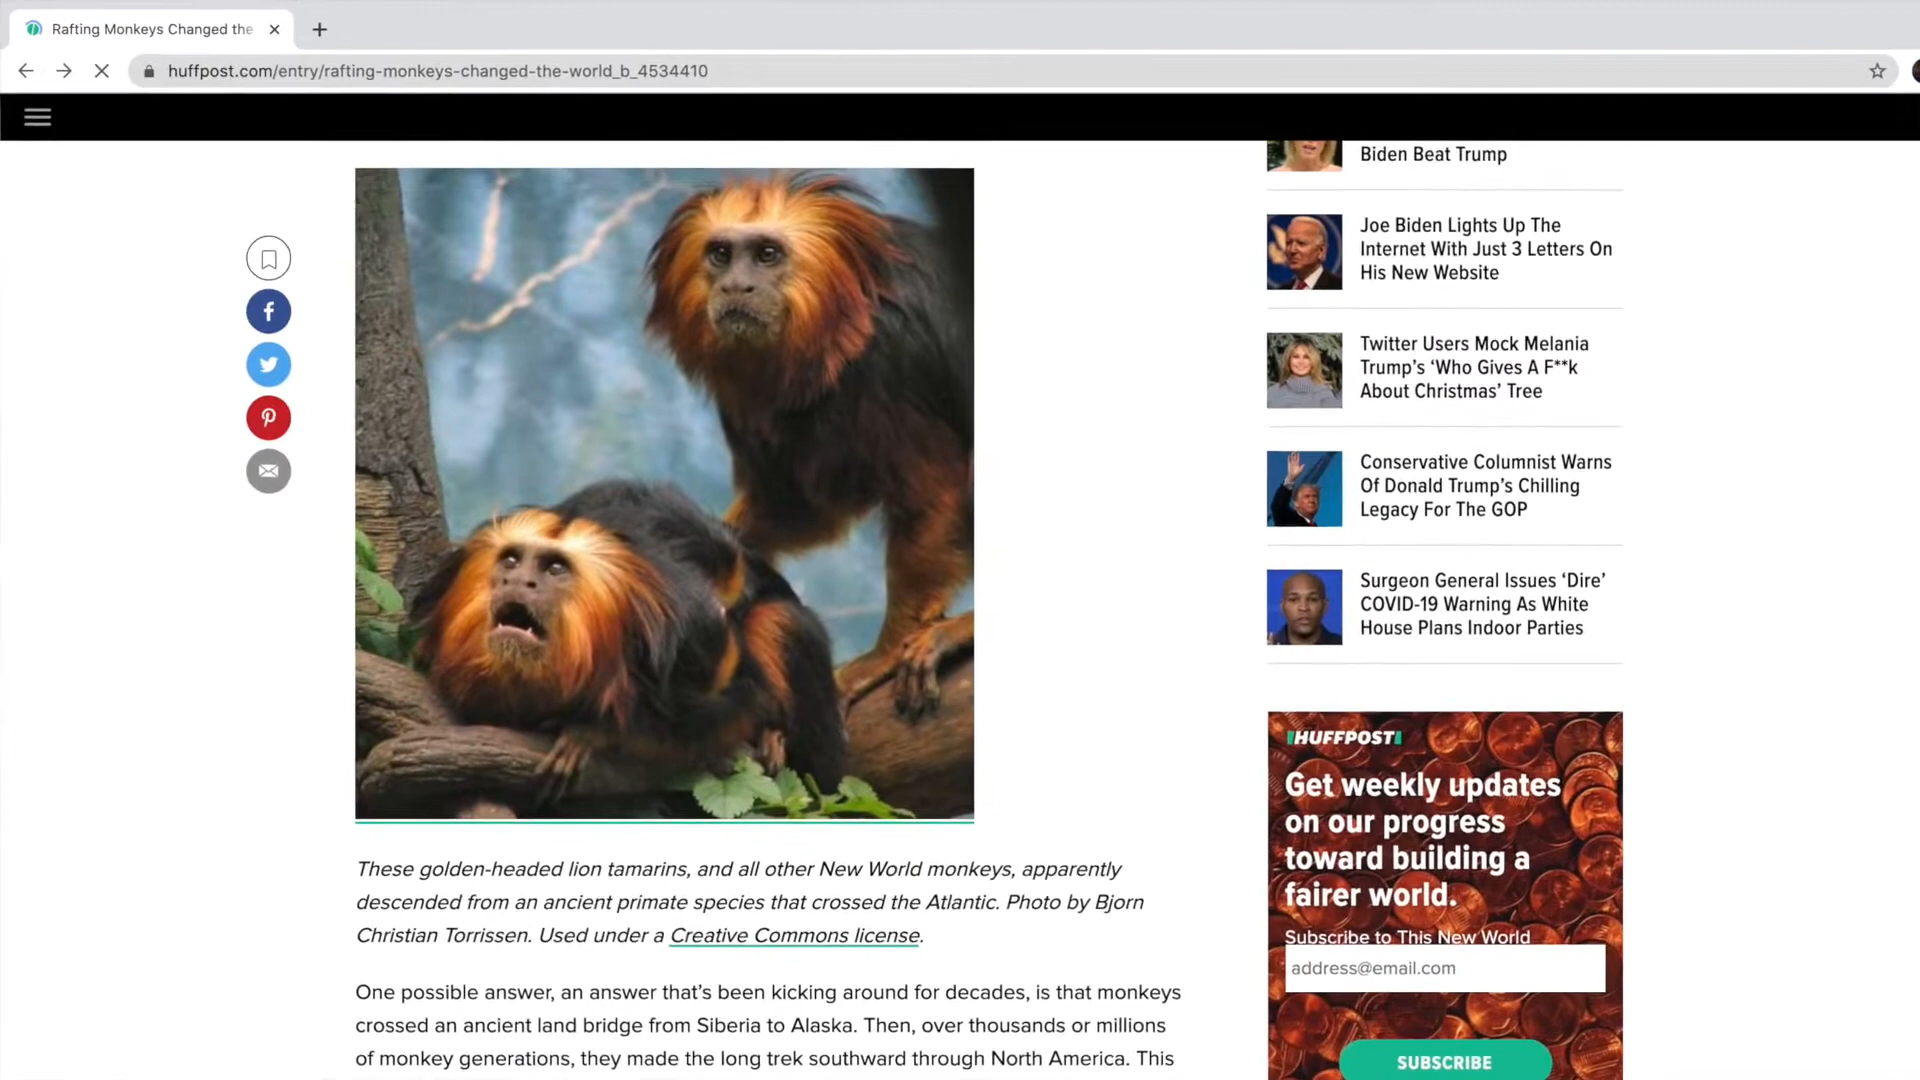 Rafting Monkeys Changed the
huffpost.com/entry/rafting-monkeys-changed-the-world_b_4534410
These golden-headed lion tamarins, and all other New World monkeys, apparently
descended from an ancient primate species that crossed the Atlantic. Photo by Bjorn
Christian Torrissen. Used under a Creative Commons license.
One possible answer, an answer that's been kicking around for decades, is that monkeys
crossed an ancient land bridge from Siberia to Alaska. Then, over thousands or millions
of monkey generations, they made the long trek southward through North America. This
Biden Beat Trump
Joe Biden Lights Up The
Internet With Just 3 Letters On
His New Website
Twitter Users Mock Melania
Trump's 'Who Gives A F**k
About Christmas' Tree
Conservative Columnist Warns
Of Donald Trump's Chilling
Legacy For The GOP
Surgeon General Issues 'Dire'
COVID-19 Warning As White
House Plans Indoor Parties
HUFFPOST
Get weekly updates
on our progress
toward building a
fairer world.
Subscribe to This New World
address@email.com
SUBSCRIBE